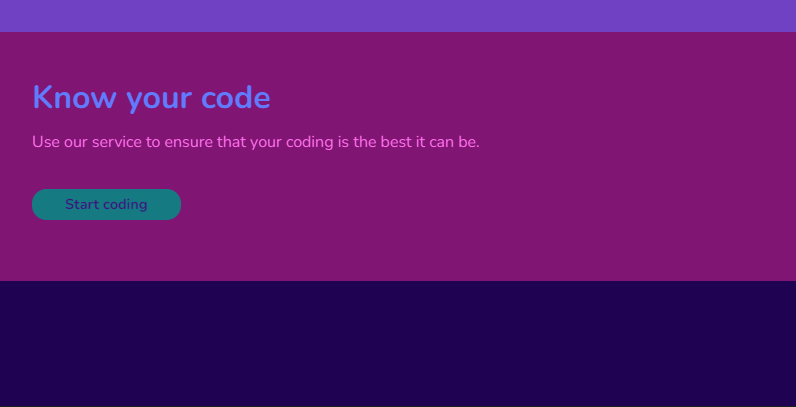 Know your code
Use our service to ensure that your coding is the best it can be.
Start coding